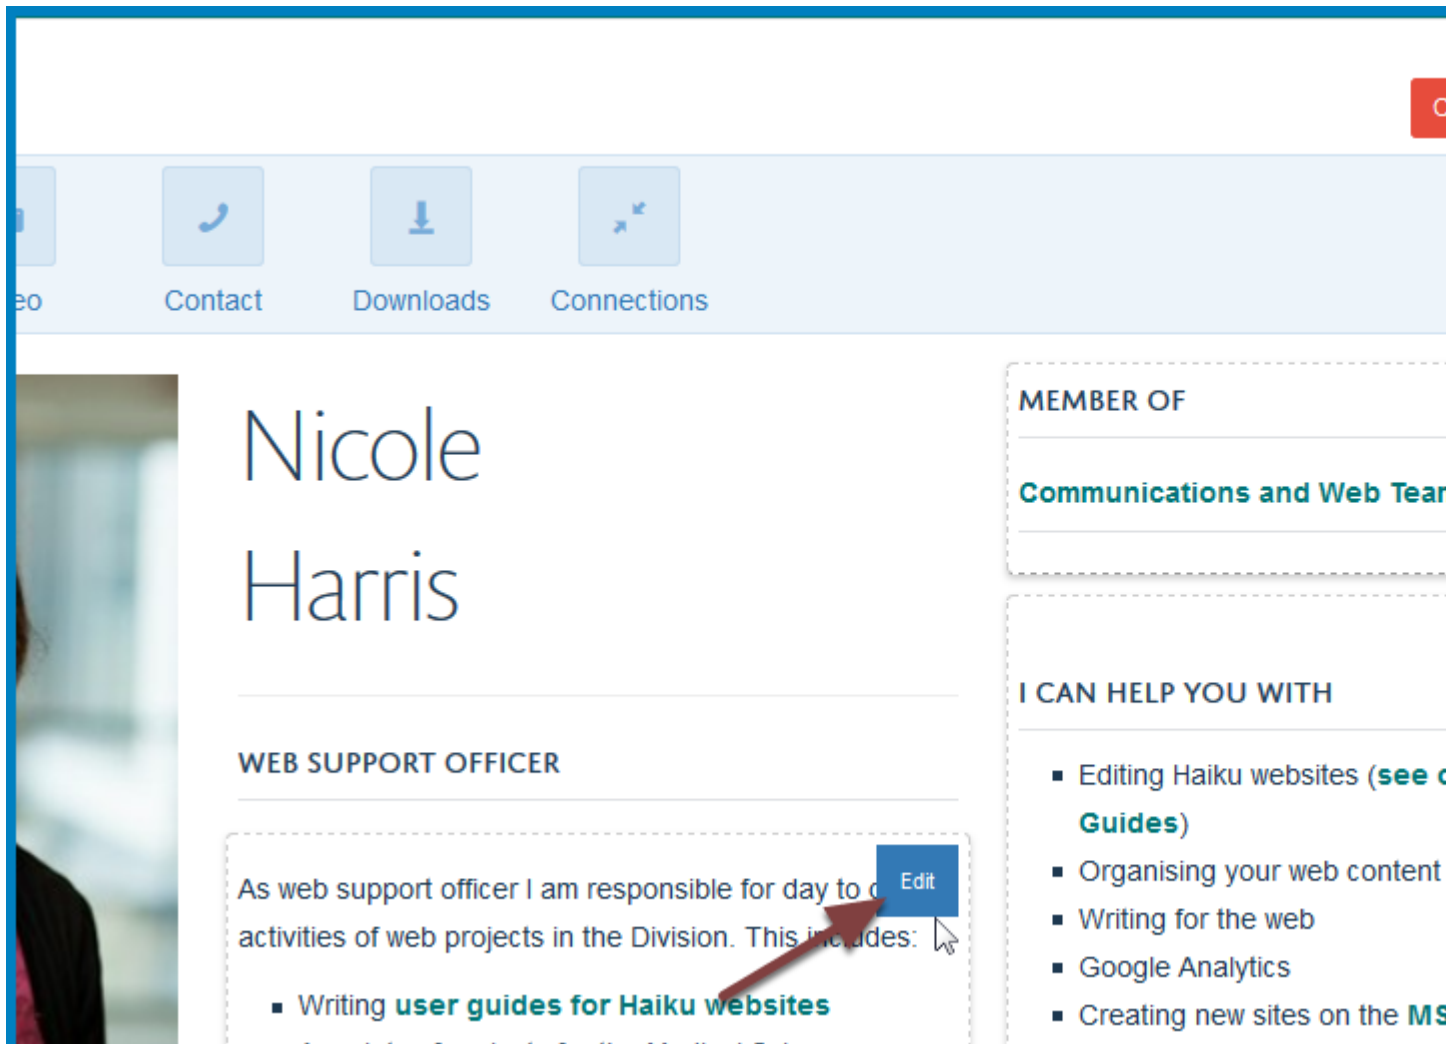 Contact
Downloads
Connections
Nicole
Harris
WEB SUPPORT OFFICER
As web support officer I am responsible for day to
Edit
activities of web projects in the Division. This includes:
Writing user guides for Haiku websites
MEMBER OF
Communications and Web
I CAN HELP YOU WITH
Editing Haiku websites (see
Guides)
Organising your web content
Writing for the web
Google Analytics
Creating new sites on the